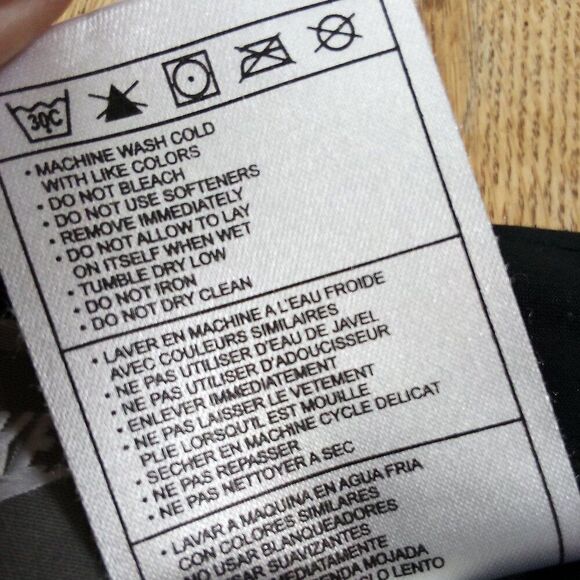 30C
• MACHINE WASH COLD
WITH LIKE COLORS
• DO NOT BLEACH
• DO NOT USE SOFTENERS
• REMOVE IMMEDIATELY
• DO NOT ALLOW TO LAY
ON ITSELF WHEN WET
• TUMBLE DRY LOW
• DO NOT IRON
• DO NOT DRY CLEAN
• LAVER EN MACHINE A L'EAU FROIDE
AVEC COULEURS SIMILAIRES
• NE PAS UTILISER D'EAU DE JAVEL
• NE PAS UTILISER D'ADOUCISSEUR
• ENLEVER IMMEDIATEMENT
• NE PAS LAISSER LE VETEMENT
PLIE LORSQU'IL EST MOUILLE
• SECHER EN MACHINE CYCLE DELICAT
• NE PAS REPASSER
• NE PAS NETTOYER A SEC
• LAVAR A MAQUINA EN AGUA FRIA
CON COLORES SIMILARES
NO USAR BLANQUEADORES
USAR SUAVIZANTES
MOJADA
LENTO